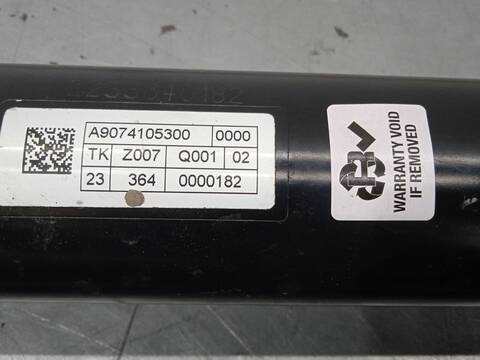 A9074105300 0000
TK Z007 Q001 02
23 364 0000182
WARRANTY VOID
IF REMOVED